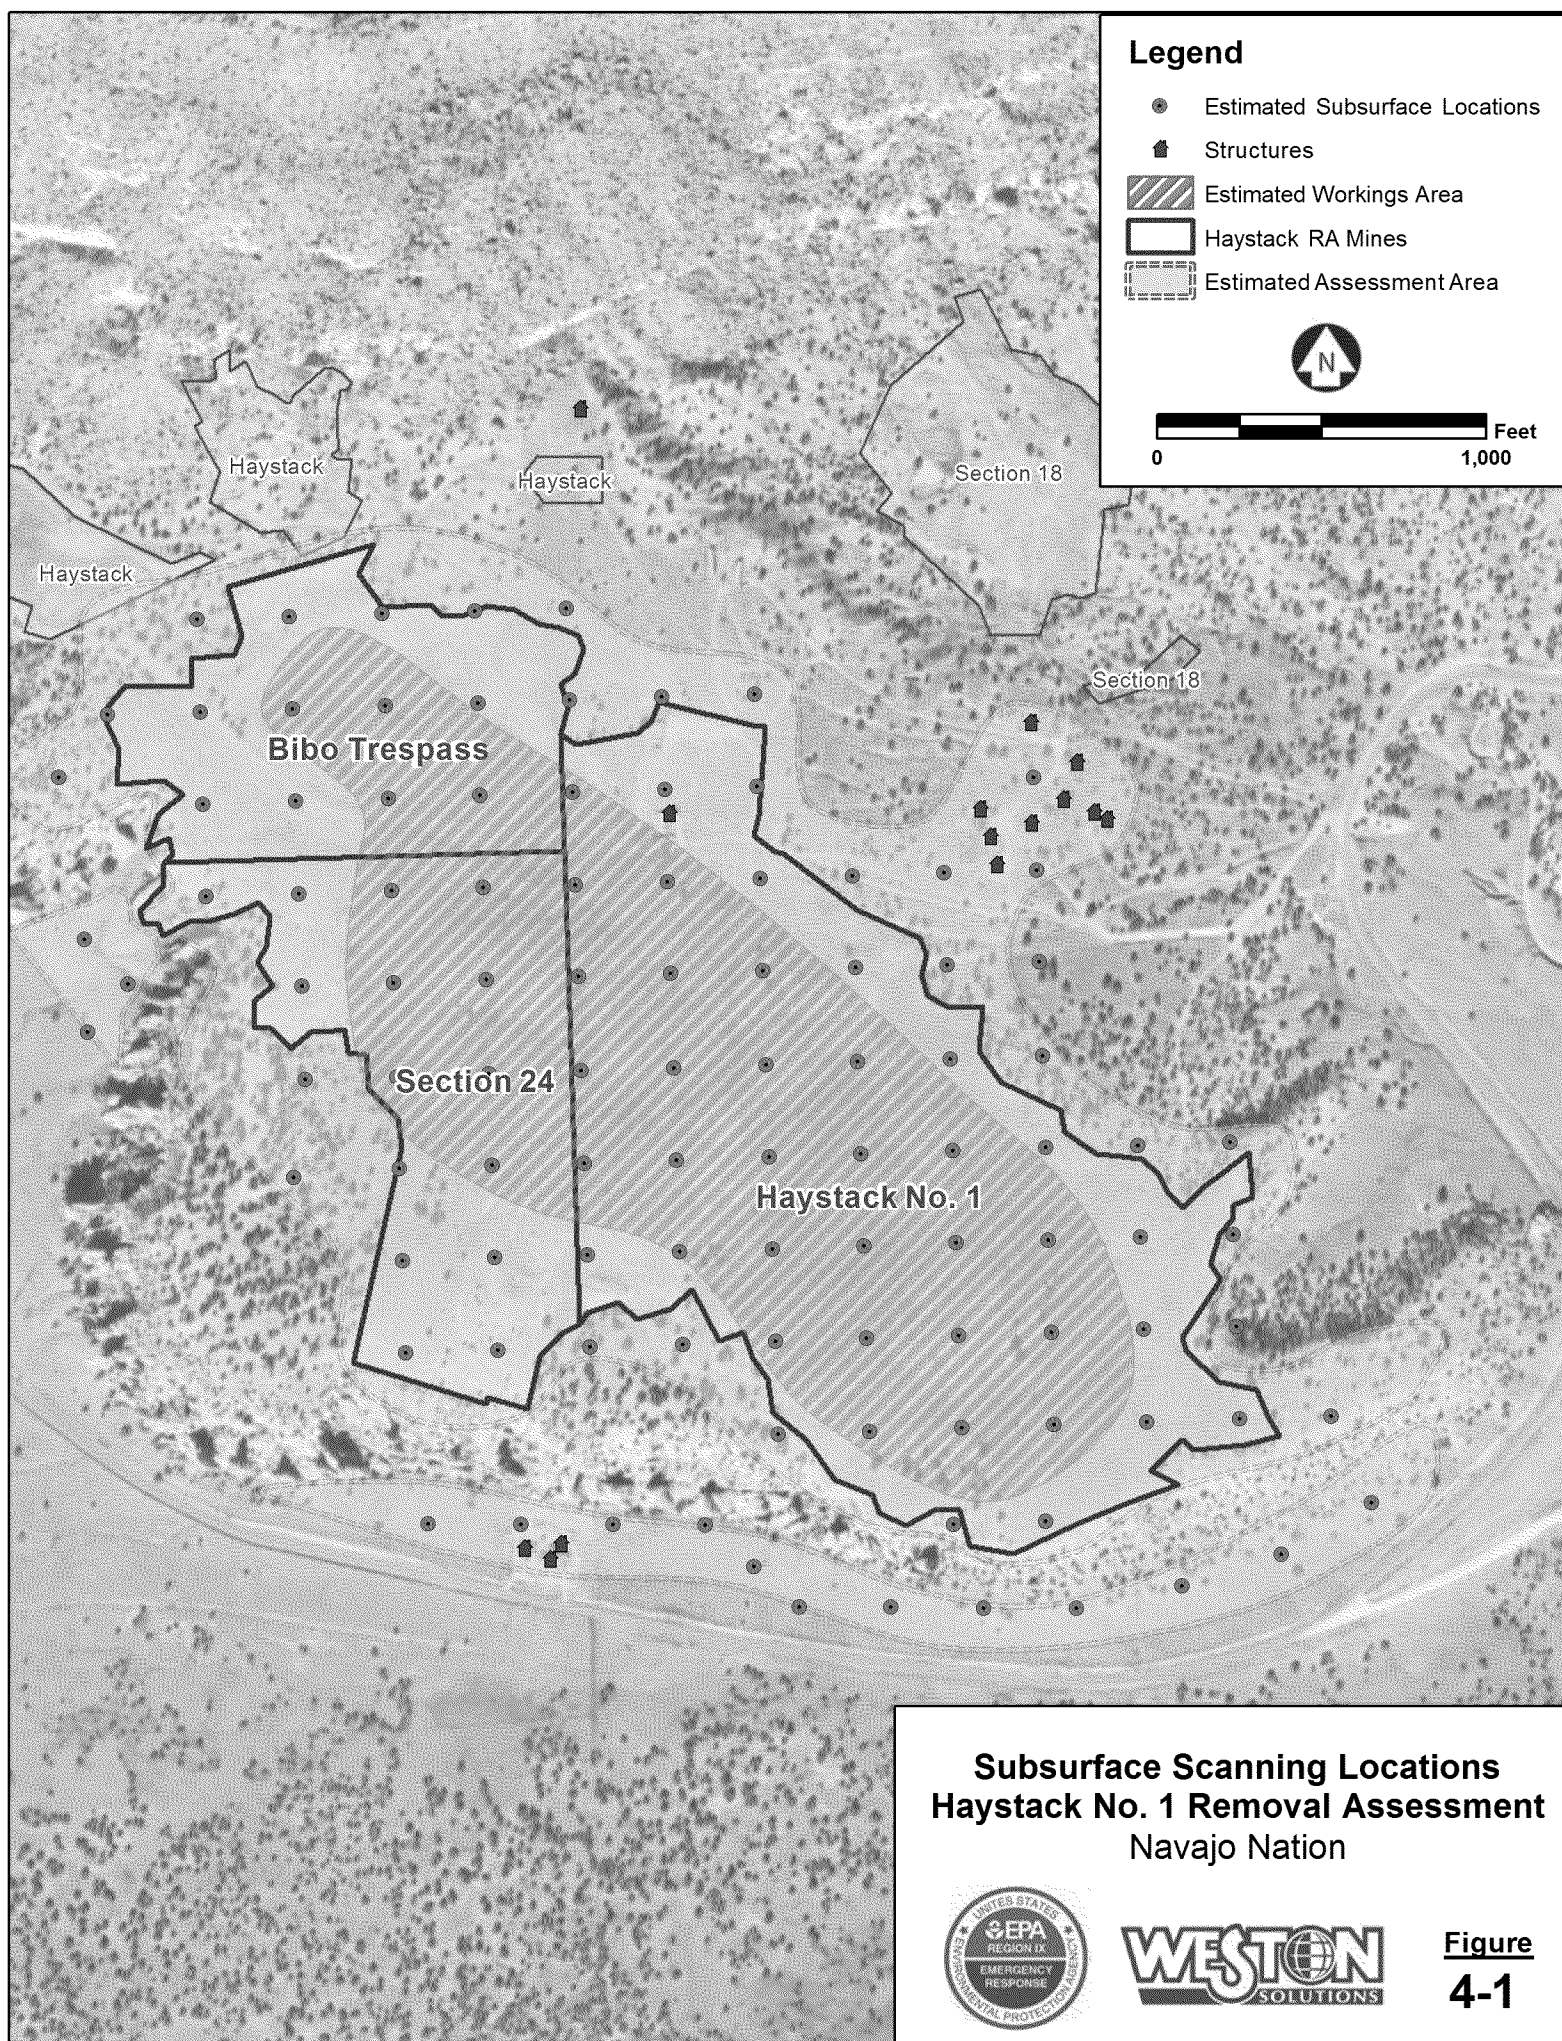 Legend
Estimated Subsurface Locations
Structures
Estimated Workings Area
Haystack RA Mines
Estimated Assessment Area
N
Feet
0 1,000
Haystack
Haystack
Section 18
Haystack
Section 18
Bibo Trespass
Section 24
Haystack No. 1
Subsurface Scanning Locations
Haystack No. 1 Removal Assessment
Navajo Nation
UNITES STATES
EPA
REGION IX
EMERGENCY
RESPONSE
ENVIRONMENTAL PROTECTION AGENCY
WESTON
SOLUTIONS
Figure
4-1